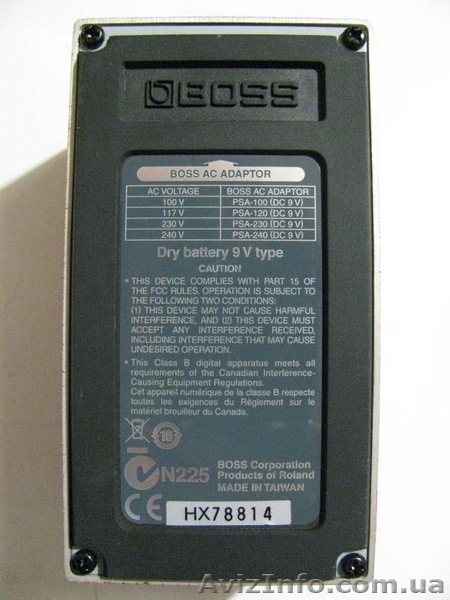 BOSS
BOSS AC ADAPTOR
AC VOLTAGE BOSS AC ADAPTOR
100 V PSA-100 (DC 9 V)
117 V PSA-120 (DC 9 V)
230 V PSA-230 (DC 9 V)
240 V PSA-240 (DC 9 V)
Dry battery 9 V type
CAUTION
* THIS DEVICE COMPLIES WITH PART 15 OF
THE FCC RULES. OPERATION IS SUBJECT TO
THE FOLLOWING TWO CONDITIONS:
(1) THIS DEVICE MAY NOT CAUSE HARMFUL
INTERFERENCE, AND (2) THIS DEVICE MUST
ACCEPT ANY INTERFERENCE RECEIVED,
INCLUDING INTERFERENCE THAT MAY CAUSE
UNDESIRED OPERATION.
* This Class B digital apparatus meets all
requirements of the Canadian Interference-
Causing Equipment Regulations.
Cet appareil numérique de la classe B respecte
toutes les exigences du Règlement sur le
matériel brouilleur du Canada.
10
N225
BOSS Corporation
Products of Roland
MADE IN TAIWAN
CE
HX78814
AvizInfo.com.ua